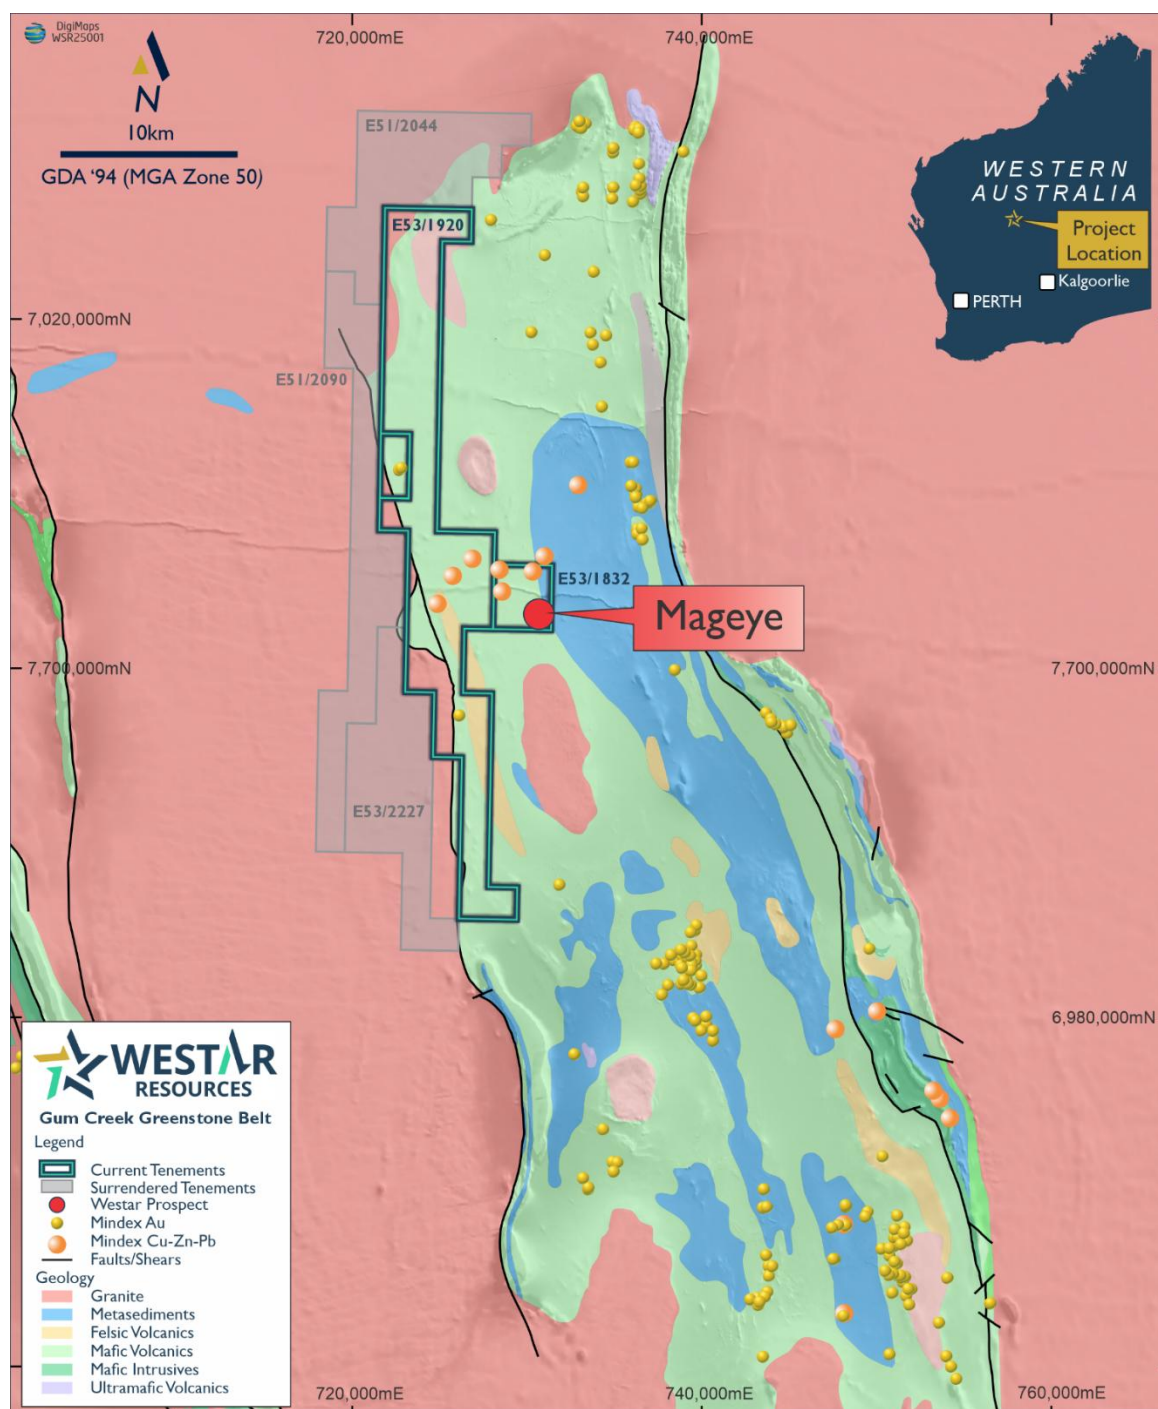 DigiMaps
WSR25001
720,000mE
740,000mE
N
10km
GDA '94 (MGA Zone 50)
WESTERN
AUSTRALIA
Project
Location
Kalgoorlie
PERTH
E51/2044
E53/1920
7,020,000mN
E51/2090
E53/1832
Mageye
7,700,000mN
7,700,000mN
E53/2227
6,980,000mN
WESTAR
RESOURCES
Gum Creek Greenstone Belt
Legend
Current Tenements
Surrendered Tenements
Westar Prospect
Mindex Au
Mindex Cu-Zn-Pb
Faults/Shears
Geology
Granite
Metasediments
Felsic Volcanics
Mafic Volcanics
Mafic Intrusives
Ultramafic Volcanics
720,000mE
740,000mE
760,000mE